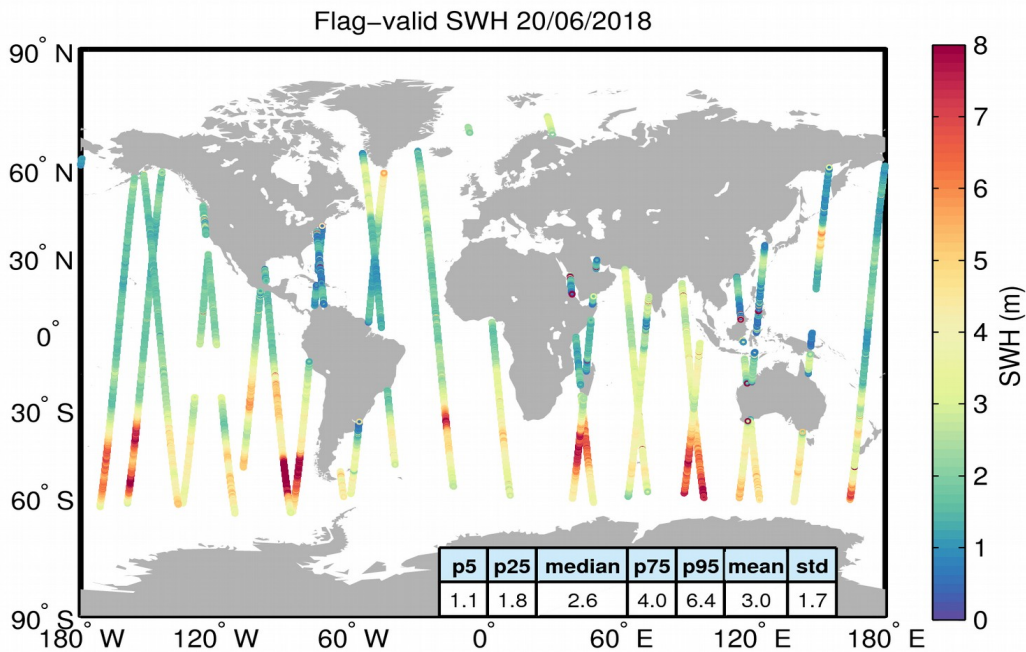 Flag−valid SWH 20/06/2018
90° N
60° N
30° N
0°
30° S
60° S
90° S
180° W
120° W
60° W
0°
60° E
120° E
180° E
p5 p25 median p75 p95 mean std
1.1 1.8 2.6 4.0 6.4 3.0 1.7
8
7
6
5
4
3
2
1
0
SWH (m)